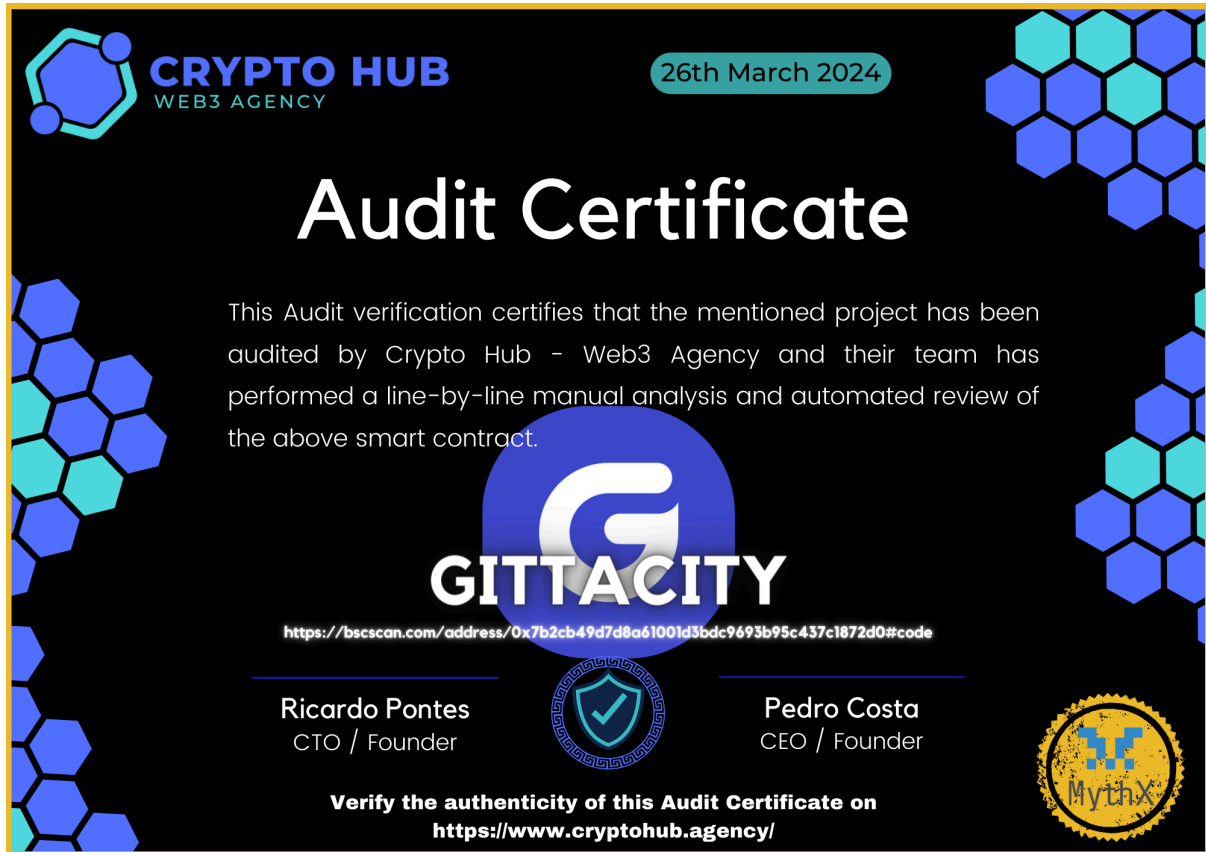 CRYPTO HUB
WEB3 AGENCY
26th March 2024
Audit Certificate
This Audit verification certifies that the mentioned project has been
audited by Crypto Hub - Web3 Agency and their team has
performed a line-by-line manual analysis and automated review of
the above smart contract.
GITTACITY
https://bscscan.com/address/0x7b2cb49d7d8a61001d3bdc9693b95c437c1872d0#code
Ricardo Pontes
CTO / Founder
Pedro Costa
CEO / Founder
MythX
Verify the authenticity of this Audit Certificate on
https://www.cryptohub.agency/